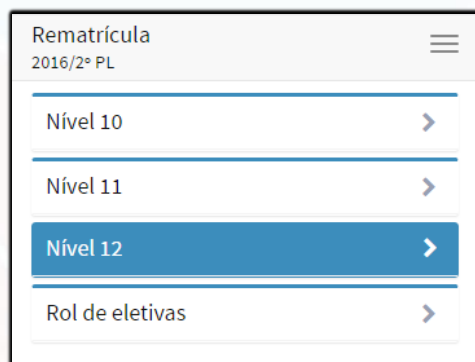 Rematrícula
2016/2º PL
Nível 10
Nível 11
Nível 12
Rol de eletivas